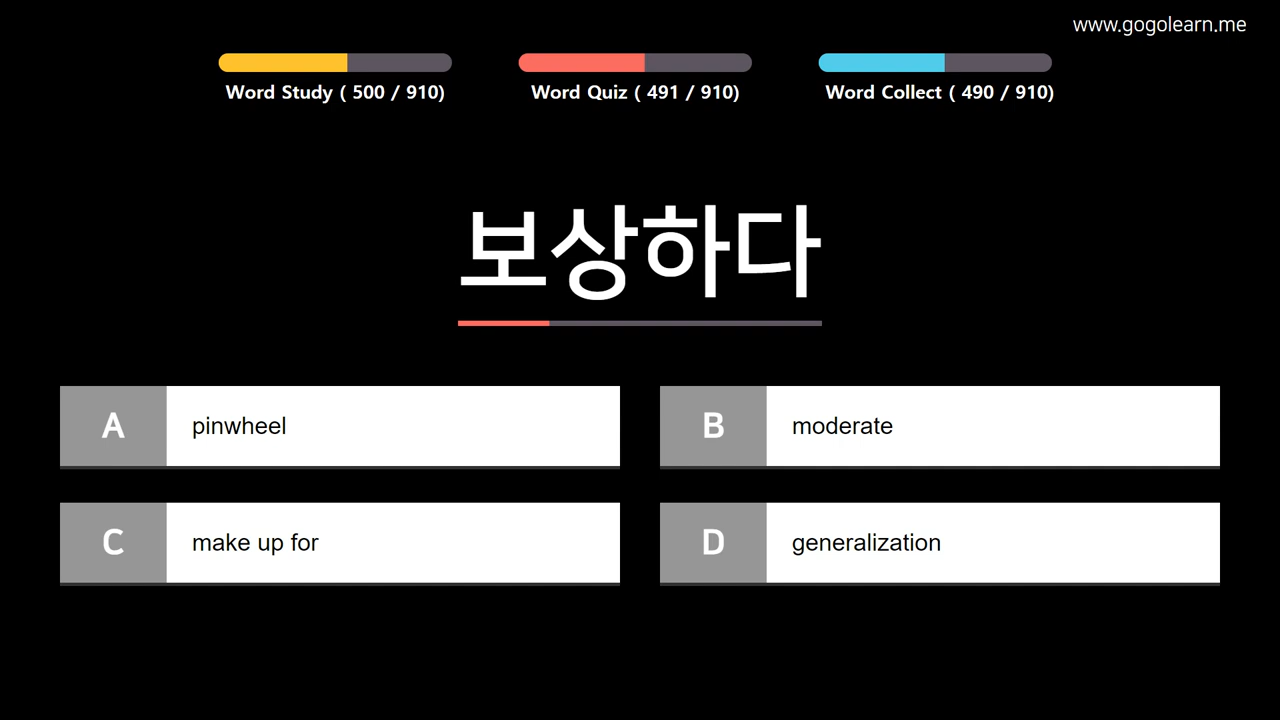 www.gogolearn.me
Word Study ( 500 / 910)
Word Quiz ( 491 / 910)
Word Collect ( 490 / 910)
보상하다
A
pinwheel
B
moderate
C
make up for
D
generalization